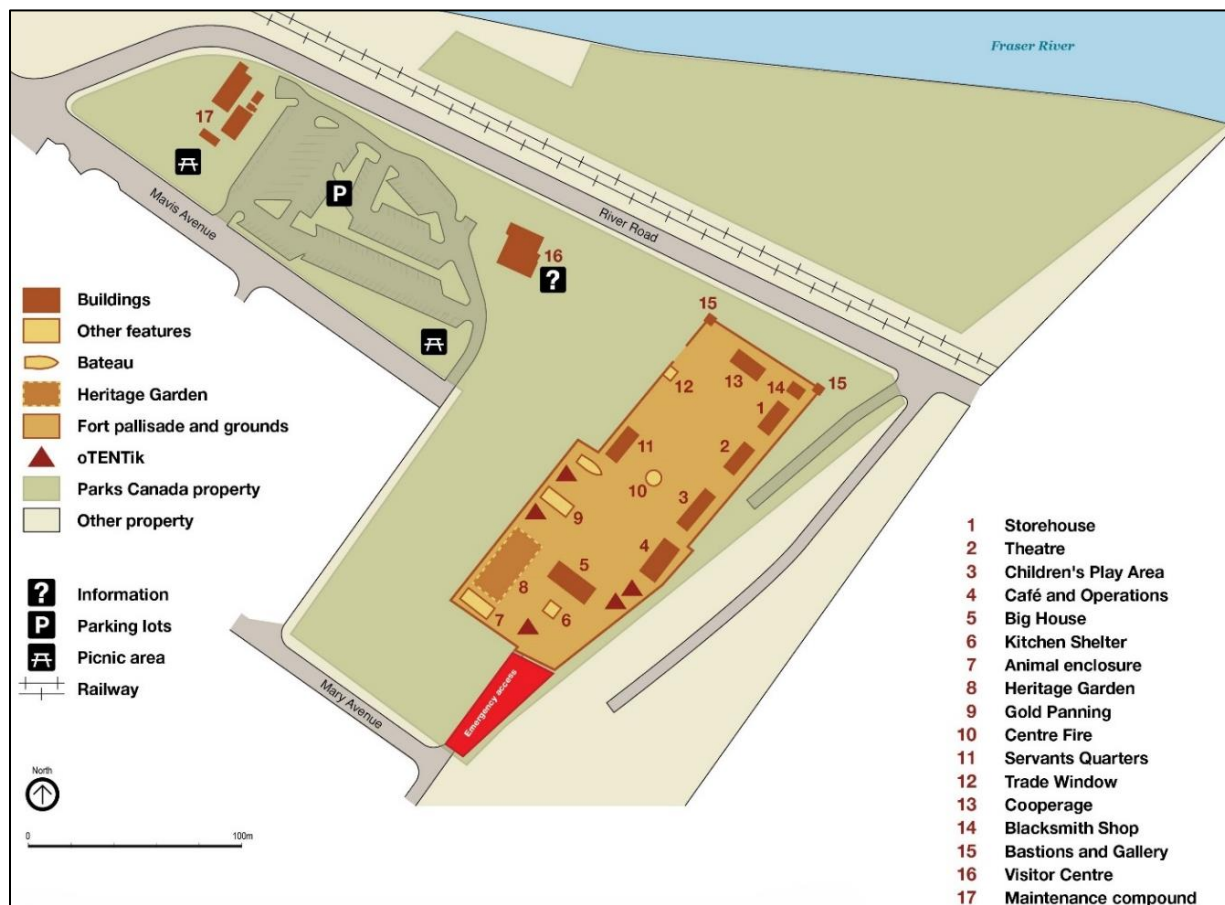 Fraser River
17
P
Mavis Avenue
River Road
16
?
15
Buildings
Other features
Bateau
Heritage Garden
Fort pallisade and grounds
oTENTik
Parks Canada property
Other property
13
12
14
15
1
11
2
10
3
9
4
5
8
7
6
? Information
P Parking lots
Picnic area
Railway
Mary Avenue
Emergency access
North
0 100m
1 Storehouse
2 Theatre
3 Children's Play Area
4 Café and Operations
5 Big House
6 Kitchen Shelter
7 Animal enclosure
8 Heritage Garden
9 Gold Panning
10 Centre Fire
11 Servants Quarters
12 Trade Window
13 Cooperage
14 Blacksmith Shop
15 Bastions and Gallery
16 Visitor Centre
17 Maintenance compound